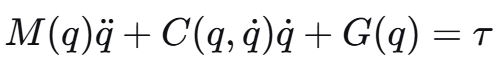 M(q)q̈ + C(q, q̇)q̇ + G(q) = τ